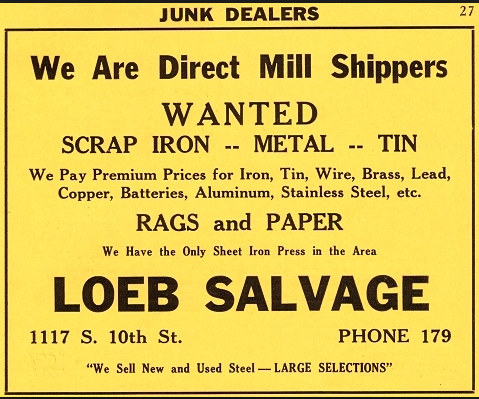 JUNK DEALERS 27
We Are Direct Mill Shippers
WANTED
SCRAP IRON -- METAL -- TIN
We Pay Premium Prices for Iron, Tin, Wire, Brass, Lead,
Copper, Batteries, Aluminum, Stainless Steel, etc.
RAGS and PAPER
We Have the Only Sheet Iron Press in the Area
LOEB SALVAGE
1117 S. 10th St. PHONE 179
"We Sell New and Used Steel — LARGE SELECTIONS"